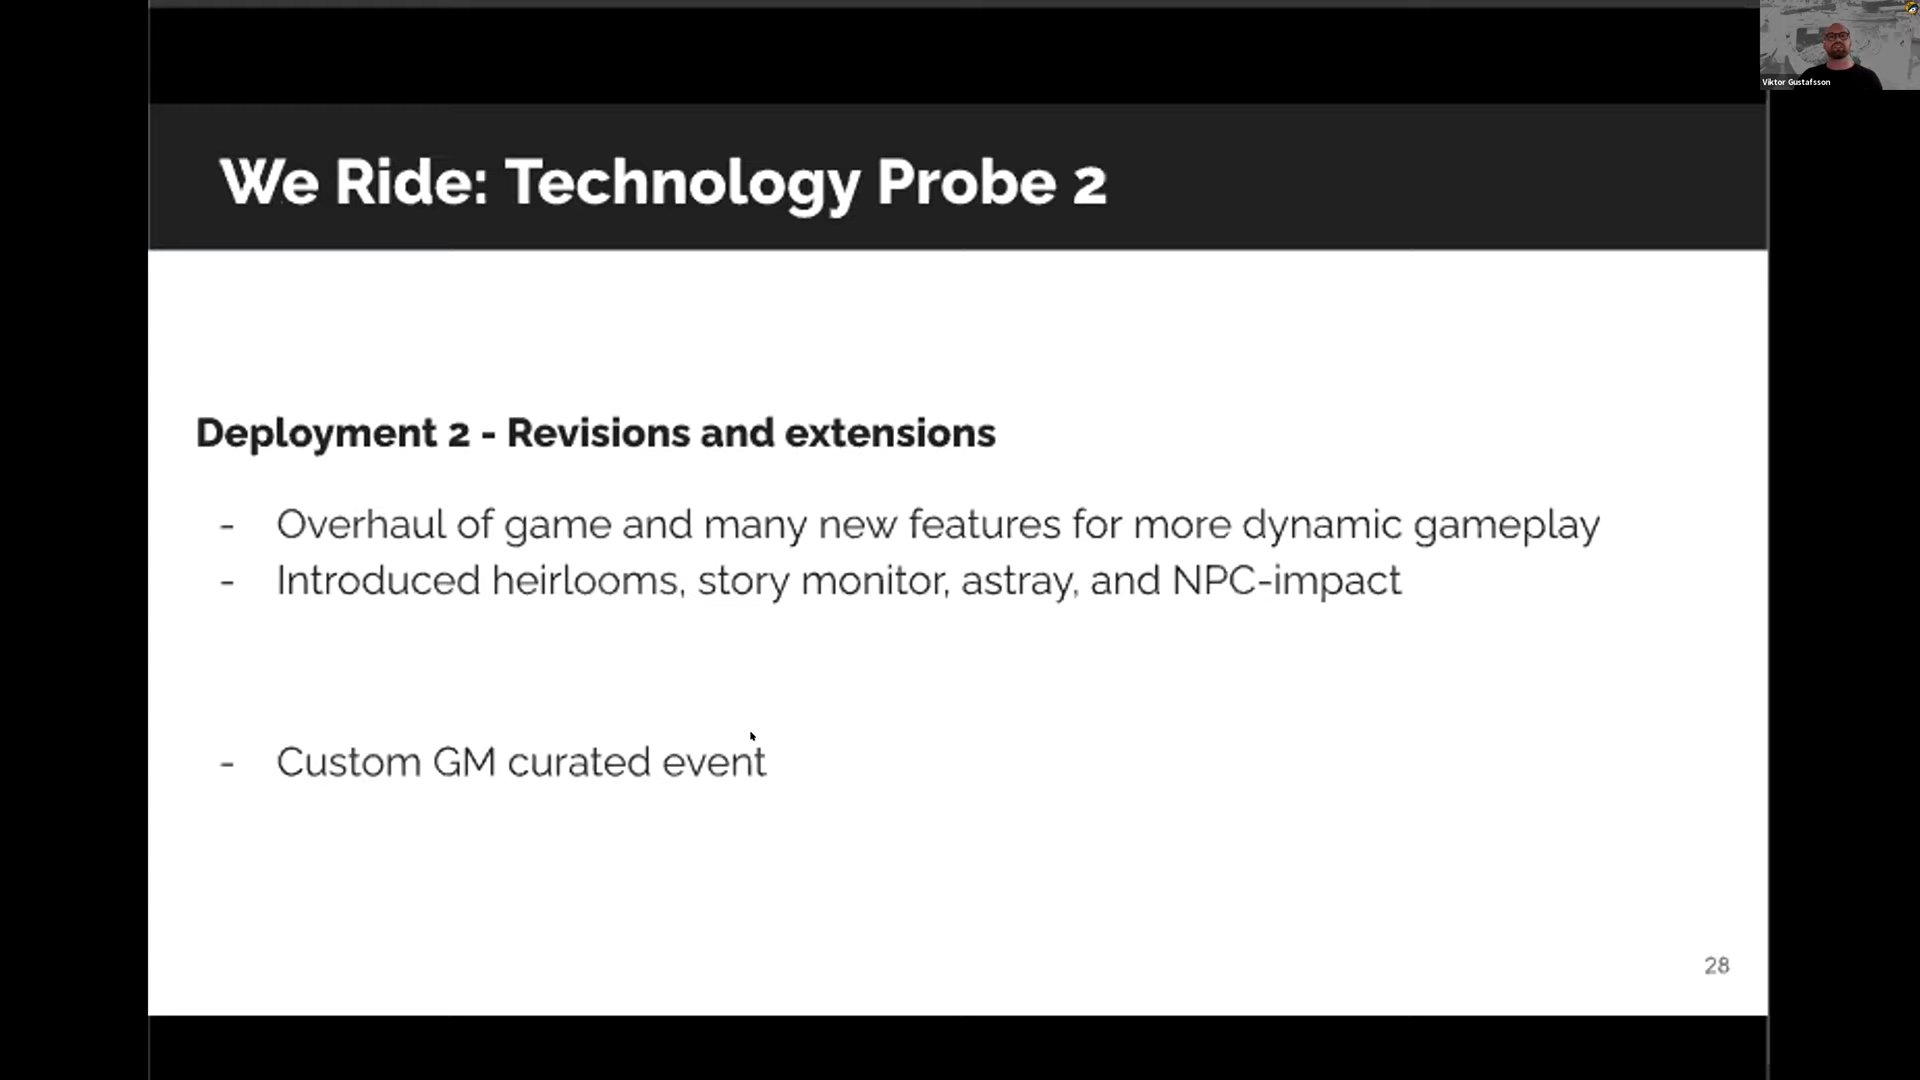 Viktor Gustafsson
We Ride: Technology Probe 2
Deployment 2 - Revisions and extensions
- Overhaul of game and many new features for more dynamic gameplay
- Introduced heirlooms, story monitor, astray, and NPC-impact
- Custom GM curated event
28